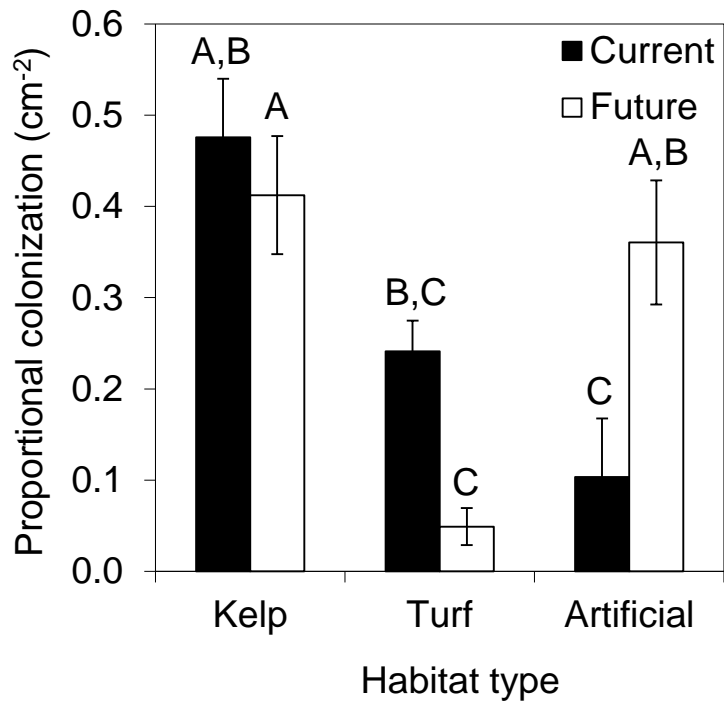 Proportional colonization (cm-2)
0.6
0.5
0.4
0.3
0.2
0.1
0.0
Current
Future
A,B
A
B,C
C
C
A,B
Kelp
Turf
Artificial
Habitat type